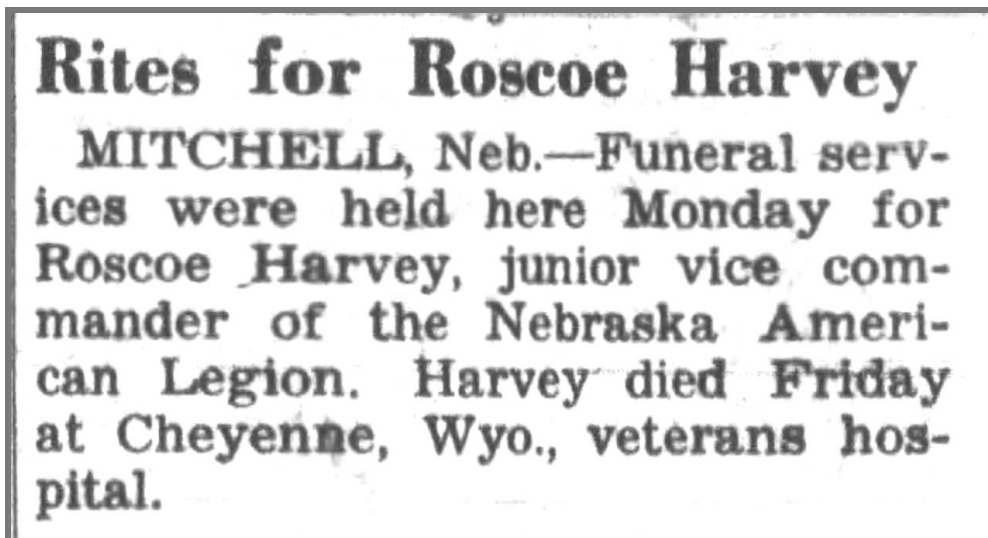 Rites for Roscoe Harvey
MITCHELL, Neb.—Funeral serv-
ices were held here Monday for
Roscoe Harvey, junior vice com-
mander of the Nebraska Ameri-
can Legion. Harvey died Friday
at Cheyenne, Wyo., veterans hos-
pital.